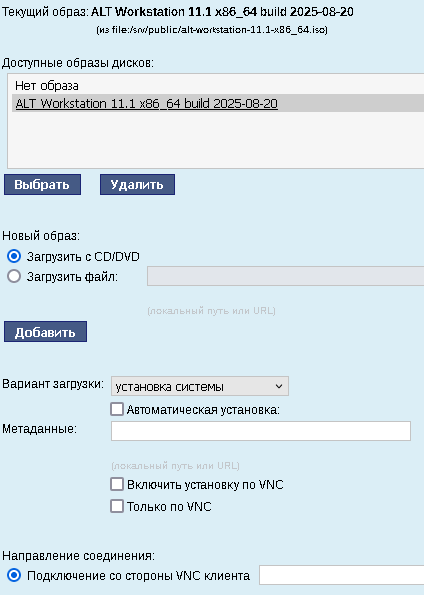 Текущий образ: ALT Workstation 11.1 x86_64 build 2025-08-20
(из file:/srv/public/alt-workstation-11.1-x86_64.iso)
Доступные образы дисков:
Нет образа
ALT Workstation 11.1 x86_64 build 2025-08-20
Выбрать Удалить
Новый образ:
Загрузить с CD/DVD
Загрузить файл:
(локальный путь или URL)
Добавить
Вариант загрузки: установка системы
Автоматическая установка:
Метаданные:
(локальный путь или URL)
Включить установку по VNC
Только по VNC
Направление соединения:
Подключение со стороны VNC клиента